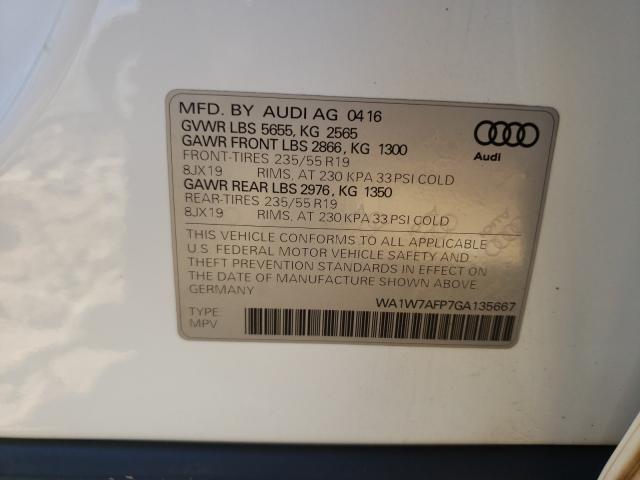 MFD. BY AUDI AG 0416
GVWR LBS 5655, KG 2565
GAWR FRONT LBS 2866, KG 1300
FRONT-TIRES 235/55 R19
8JX19 RIMS, AT 230 KPA 33 PSI COLD
GAWR REAR LBS 2976, KG 1350
REAR-TIRES 235/55 R19
8JX19 RIMS, AT 230 KPA 33 PSI COLD
Audi
THIS VEHICLE CONFORMS TO ALL APPLICABLE
U.S. FEDERAL MOTOR VEHICLE SAFETY AND
THEFT PREVENTION STANDARDS IN EFFECT ON
THE DATE OF MANUFACTURE SHOWN ABOVE.
GERMANY
WA1W7AFP7GA135667
TYPE
MPV